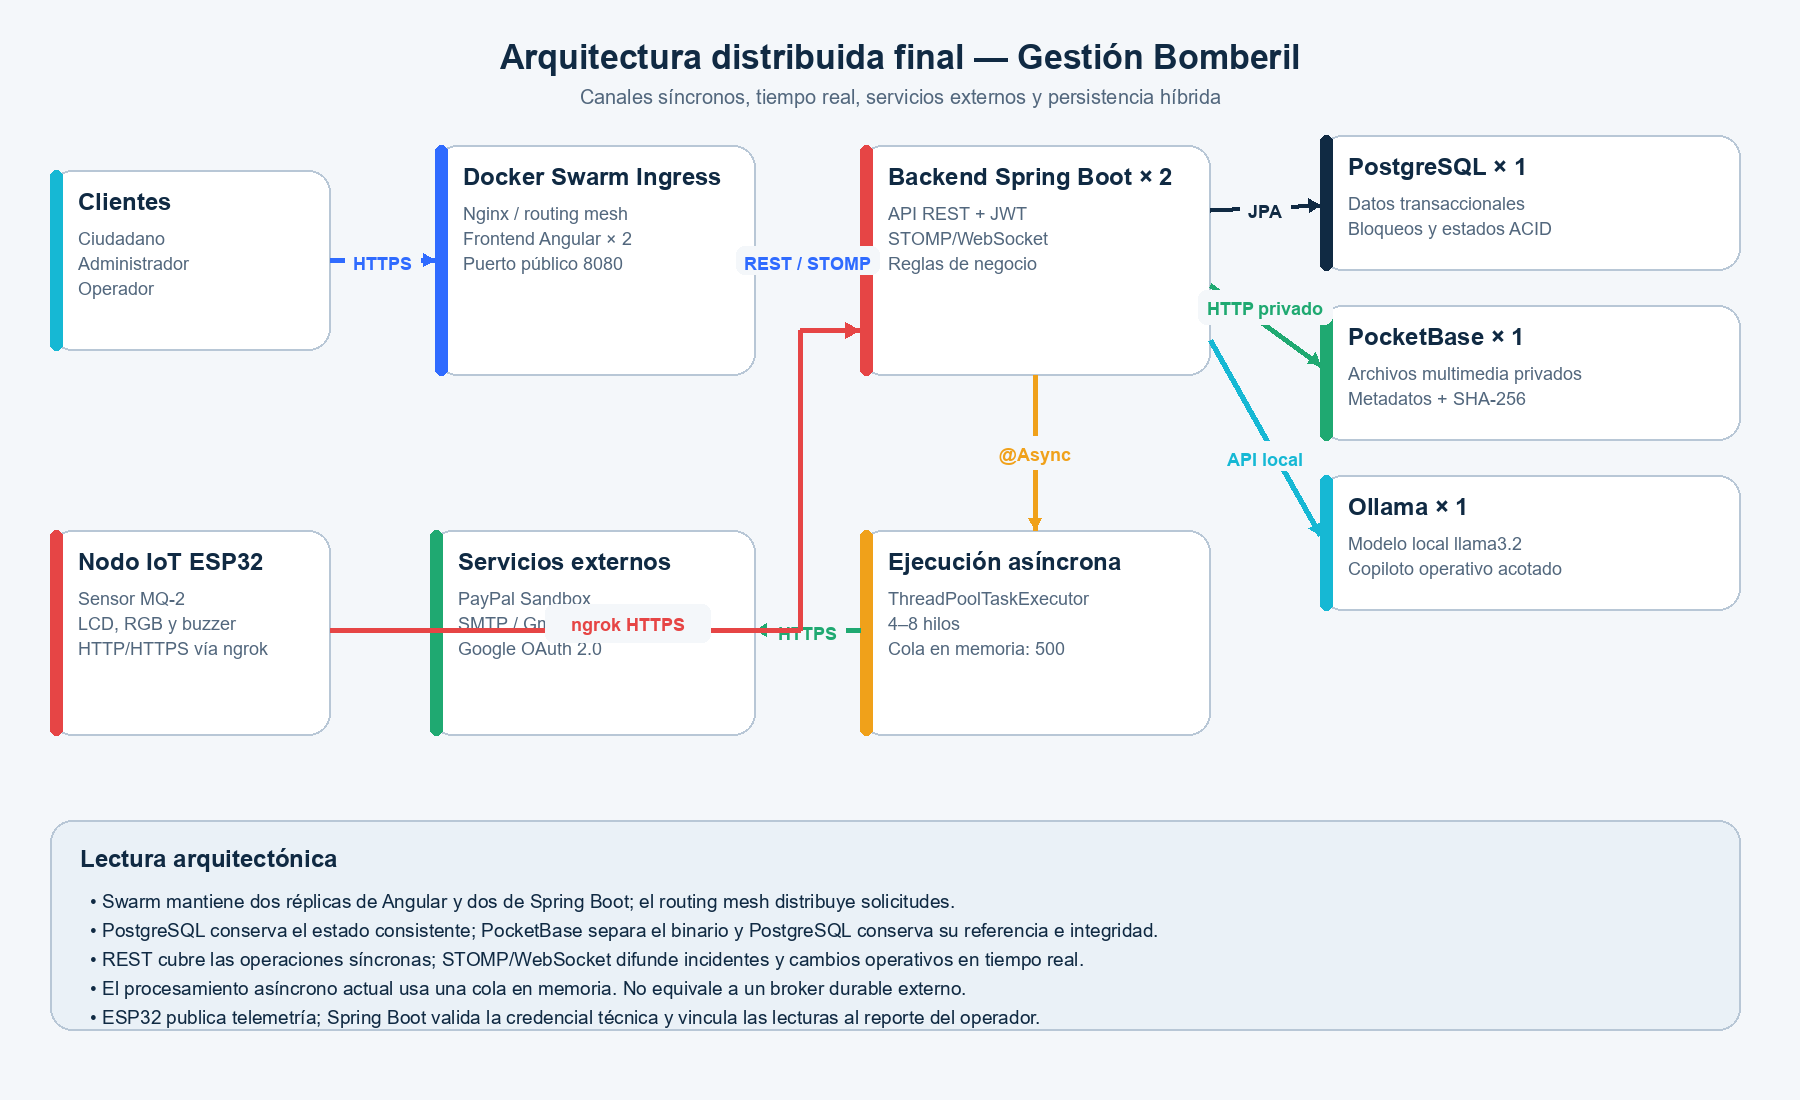 Arquitectura distribuida final — Gestión Bomberil
Canales síncronos, tiempo real, servicios externos y persistencia híbrida
Clientes
Ciudadano
Administrador
Operador
HTTPS
Docker Swarm Ingress
Nginx / routing mesh
Frontend Angular × 2
Puerto público 8080
REST / STOMP
Backend Spring Boot × 2
API REST + JWT
STOMP/WebSocket
Reglas de negocio
JPA
PostgreSQL × 1
Datos transaccionales
Bloqueos y estados ACID
HTTP privado
PocketBase × 1
Archivos multimedia privados
Metadatos + SHA-256
@Async
API local
Ollama × 1
Modelo local llama3.2
Copiloto operativo acotado
Nodo IoT ESP32
Sensor MQ-2
LCD, RGB y buzzer
HTTP/HTTPS vía ngrok
Servicios externos
PayPal Sandbox
SMTP /
Google OAuth 2.0
ngrok HTTPS
HTTPS
Ejecución asíncrona
ThreadPoolTaskExecutor
4–8 hilos
Cola en memoria: 500
Lectura arquitectónica
• Swarm mantiene dos réplicas de Angular y dos de Spring Boot; el routing mesh distribuye solicitudes.
• PostgreSQL conserva el estado consistente; PocketBase separa el binario y PostgreSQL conserva su referencia e integridad.
• REST cubre las operaciones síncronas; STOMP/WebSocket difunde incidentes y cambios operativos en tiempo real.
• El procesamiento asíncrono actual usa una cola en memoria. No equivale a un broker durable externo.
• ESP32 publica telemetría; Spring Boot valida la credencial técnica y vincula las lecturas al reporte del operador.